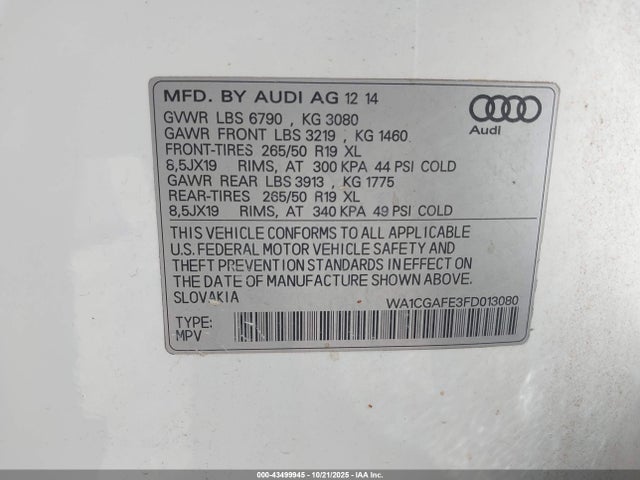 MFD. BY AUDI AG 12 14
GVWR LBS 6790 , KG 3080
GAWR FRONT LBS 3219 , KG 1460
FRONT-TIRES 265/50 R19 XL
8,5JX19 RIMS, AT 300 KPA 44 PSI COLD
GAWR REAR LBS 3913 , KG 1775
REAR-TIRES 265/50 R19 XL
8,5JX19 RIMS, AT 340 KPA 49 PSI COLD
Audi
THIS VEHICLE CONFORMS TO ALL APPLICABLE
U.S. FEDERAL MOTOR VEHICLE SAFETY AND
THEFT PREVENTION STANDARDS IN EFFECT ON
THE DATE OF MANUFACTURE SHOWN ABOVE.
SLOVAKIA WA1CGAFE3FD013080
TYPE:
MPV
000-43499945 - 10/21/2025 - IAAI.COM